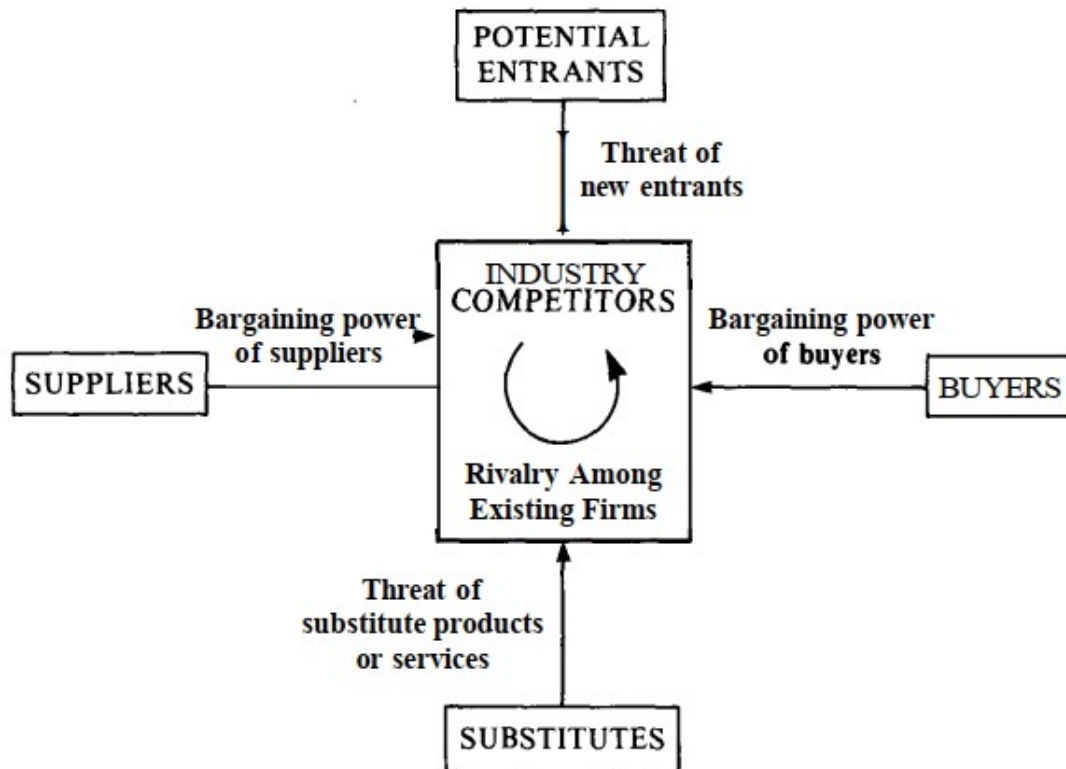 POTENTIAL
ENTRANTS
Threat of
new entrants
INDUSTRY
COMPETITORS
Bargaining power
of suppliers
SUPPLIERS
Bargaining power
of buyers
BUYERS
Rivalry Among
Existing Firms
Threat of
substitute products
or services
SUBSTITUTES